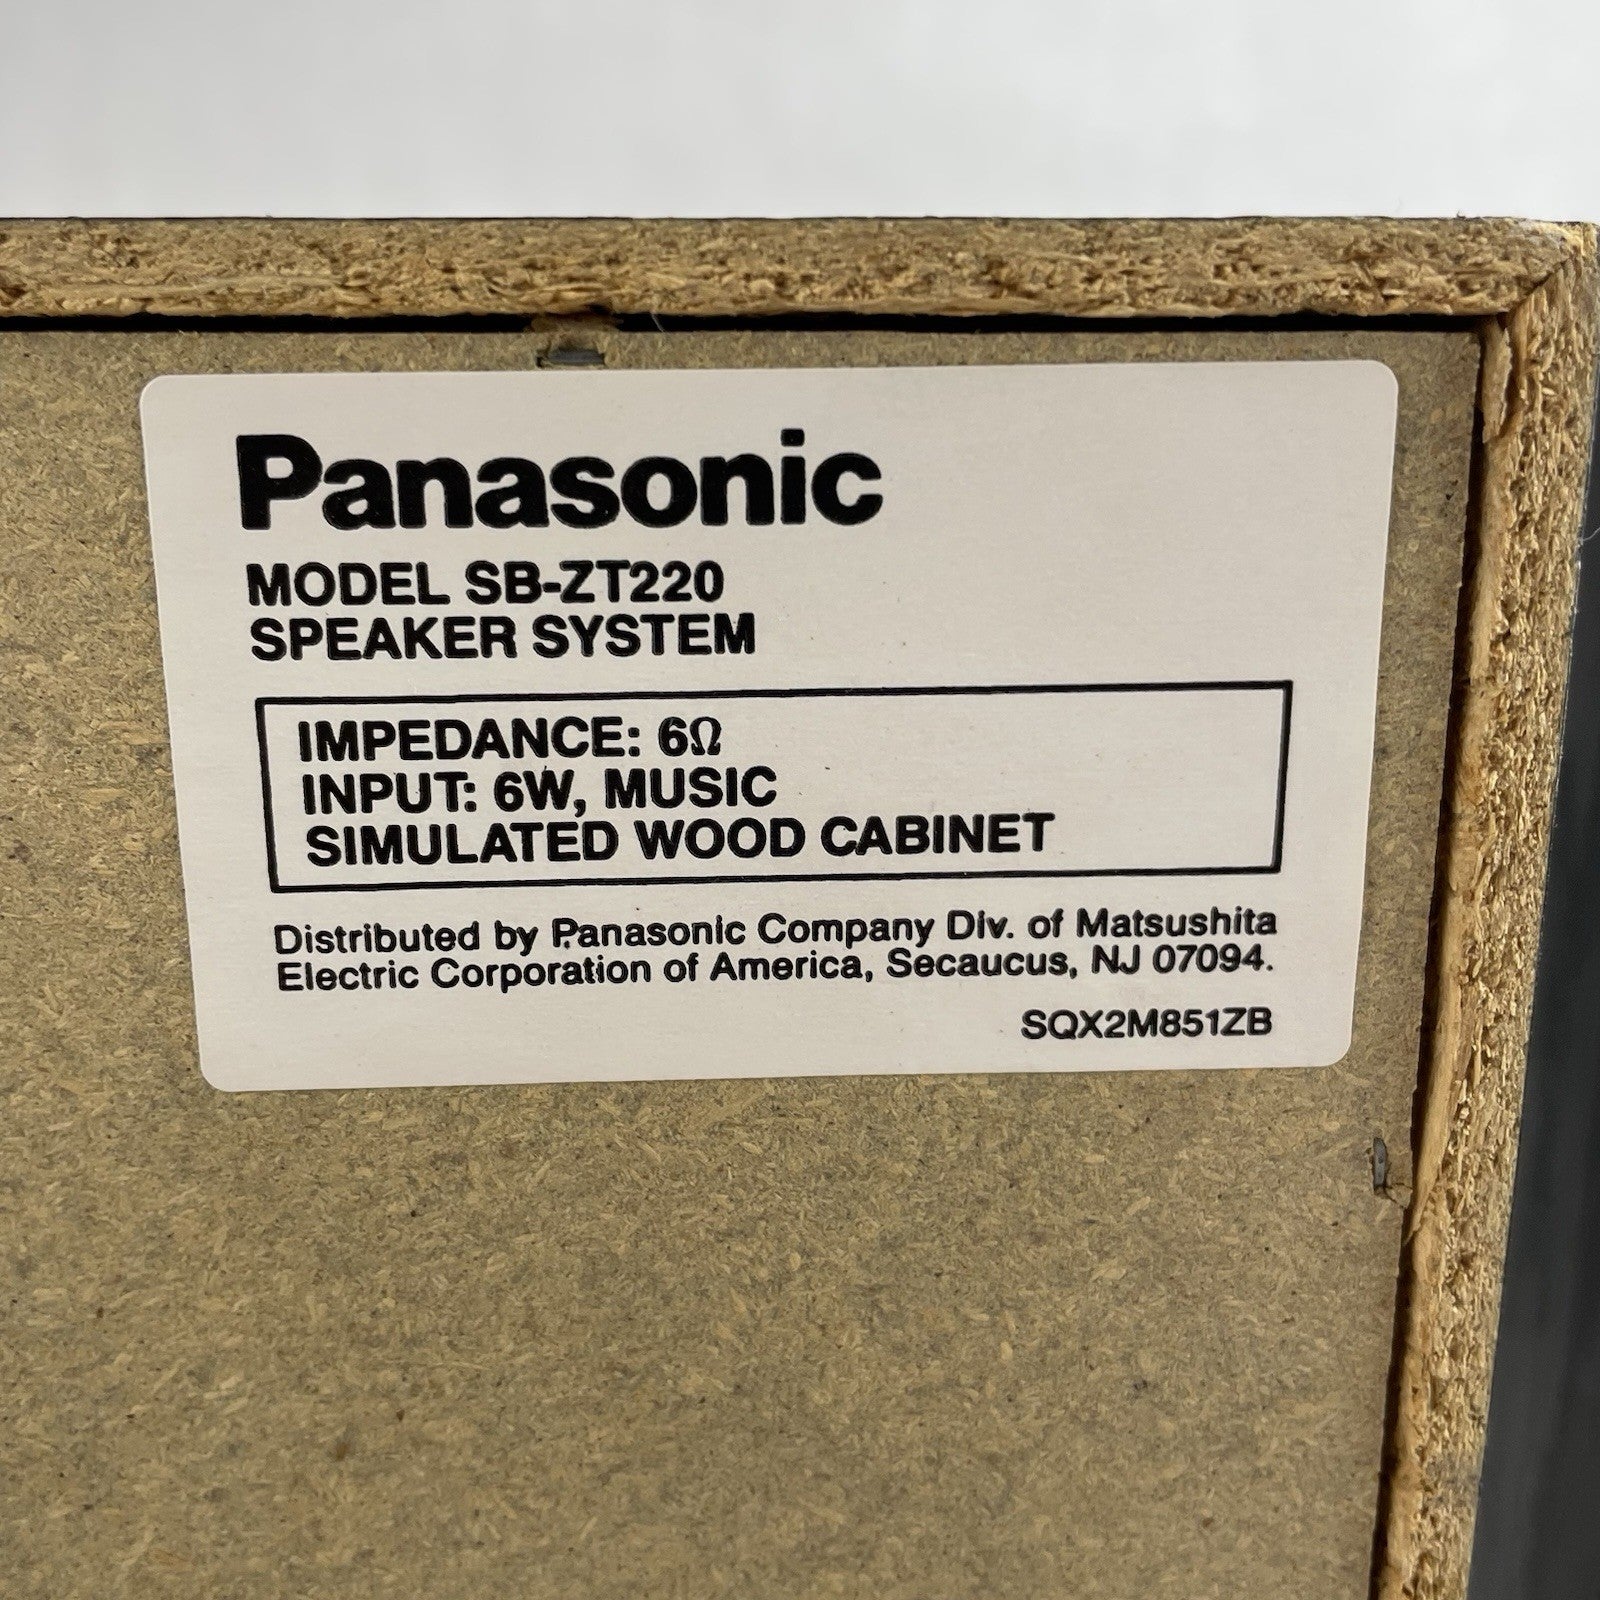 Panasonic
MODEL SB-ZT220
SPEAKER SYSTEM
IMPEDANCE: 6Ω
INPUT: 6W, MUSIC
SIMULATED WOOD CABINET
Distributed by Panasonic Company Div. of Matsushita
Electric Corporation of America, Secaucus, NJ 07094.
SQX2M851ZB